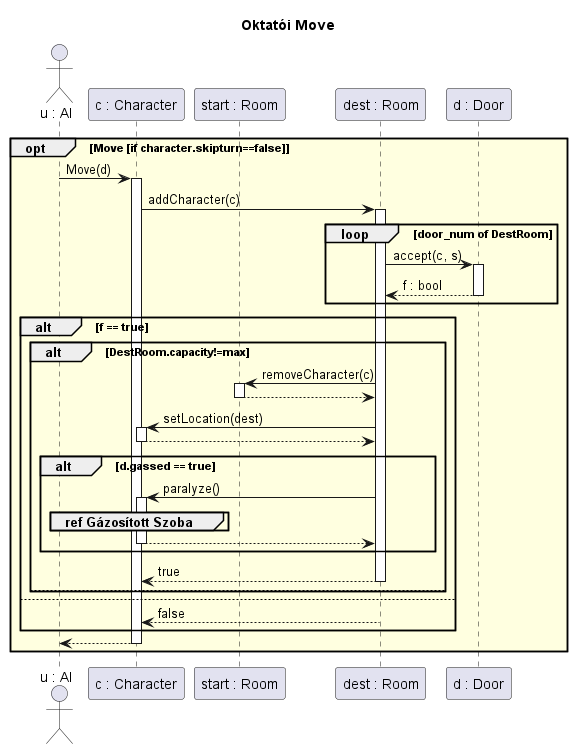 Oktatói Move
u : AI
c : Character
start : Room
dest : Room
d : Door
opt
[Move [if character.skipturn==false]]
Move(d)
addCharacter(c)
loop
[door_num of DestRoom]
accept(c, s)
f : bool
alt
[f == true]
alt
[DestRoom.capacity!=max]
removeCharacter(c)
setLocation(dest)
alt
[d.gassed == true]
paralyze()
ref Gázosított Szoba
true
false
u : AI
c : Character
start : Room
dest : Room
d : Door